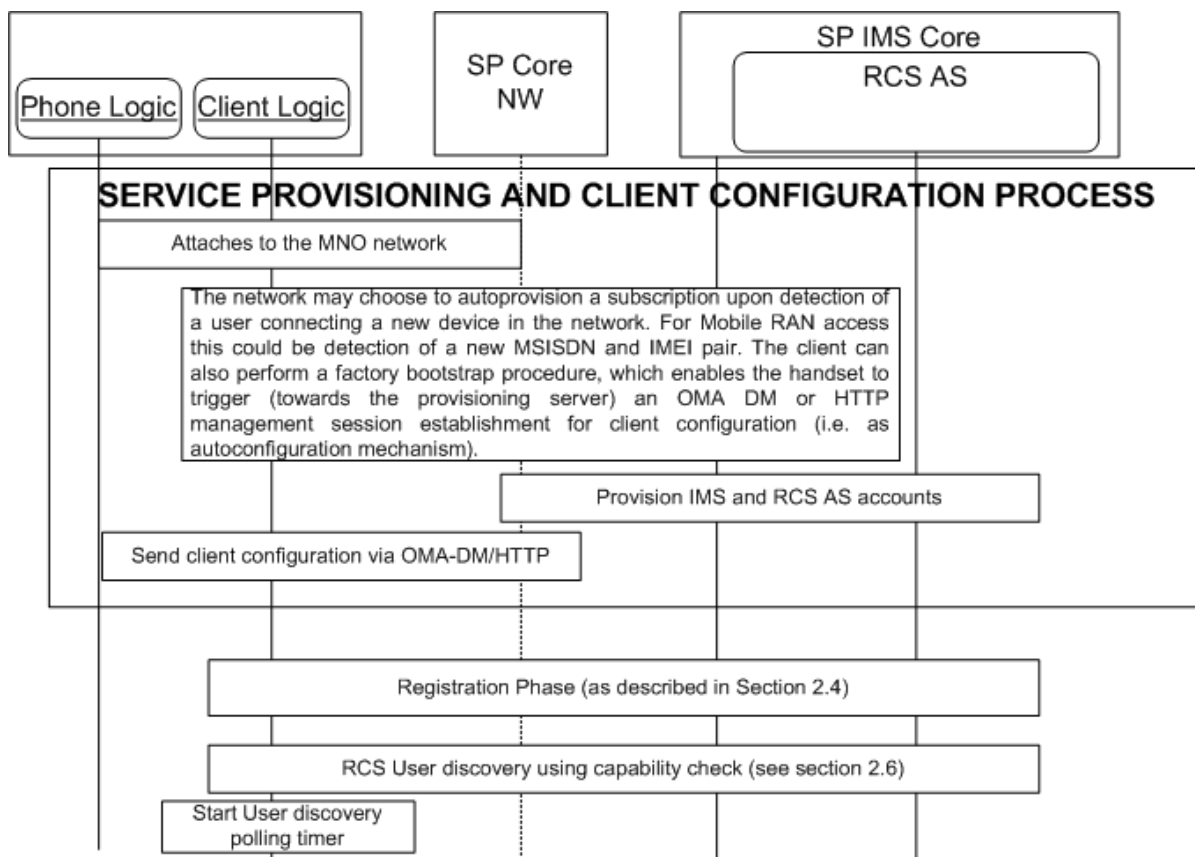 SP IMS Core
SP Core
NW
RCS AS
Phone Logic
Client Logic
SERVICE PROVISIONING AND CLIENT CONFIGURATION PROCESS
Attaches to the MNO network
The network may choose to autoprovision a subscription upon detection of
a user connecting a new device in the network. For Mobile RAN access
this could be detection of a new MSISDN and IMEI pair. The client can
also perform a factory bootstrap procedure, which enables the handset to
trigger (towards the provisioning server) an OMA DM or HTTP
management session establishment for client configuration (i.e. as
autoconfiguration mechanism).
Provision IMS and RCS AS accounts
Send client configuration via OMA-DM/HTTP
Registration Phase (as described in Section 2.4)
RCS User discovery using capability check (see section 2.6)
Start User discovery
polling timer